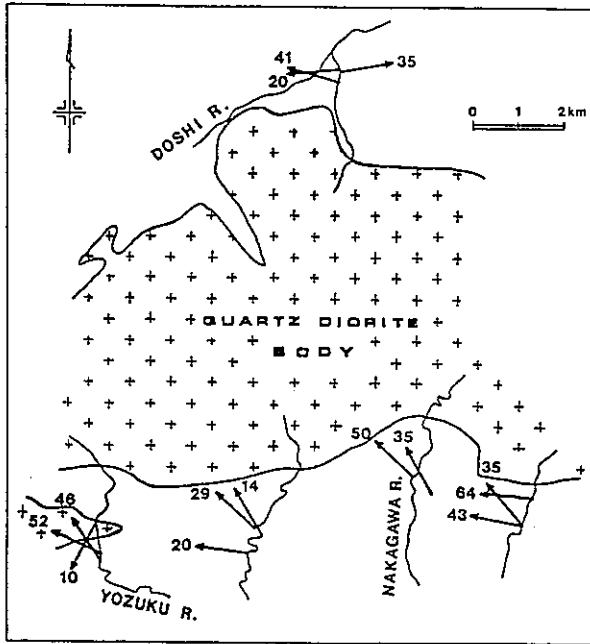 41
35
20
DOSHI R.
0 1 2km
QUARTZ DIORITE
BODY
50
35
35
46
29
14
64
52
43
20
10
NAKAGAWA R.
YOZUKU R.